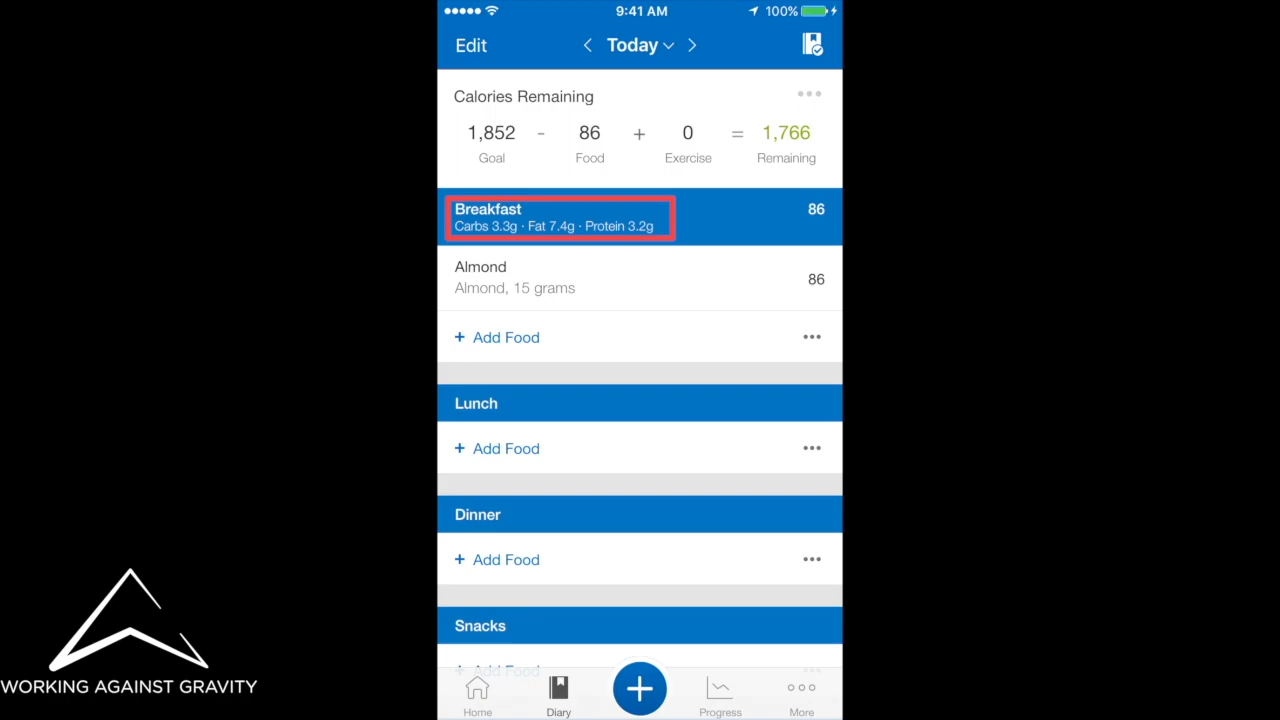 9:41 AM
100%
Edit
Today
Calories Remaining
1,852 - 86 + 0 = 1,766
Goal Food Exercise Remaining
Breakfast 86
Carbs 3.3g · Fat 7.4g · Protein 3.2g
Almond
Almond, 15 grams
86
+ Add Food
Lunch
+ Add Food
Dinner
+ Add Food
Snacks
+ Add Food
Home Diary Progress More
WORKING AGAINST GRAVITY